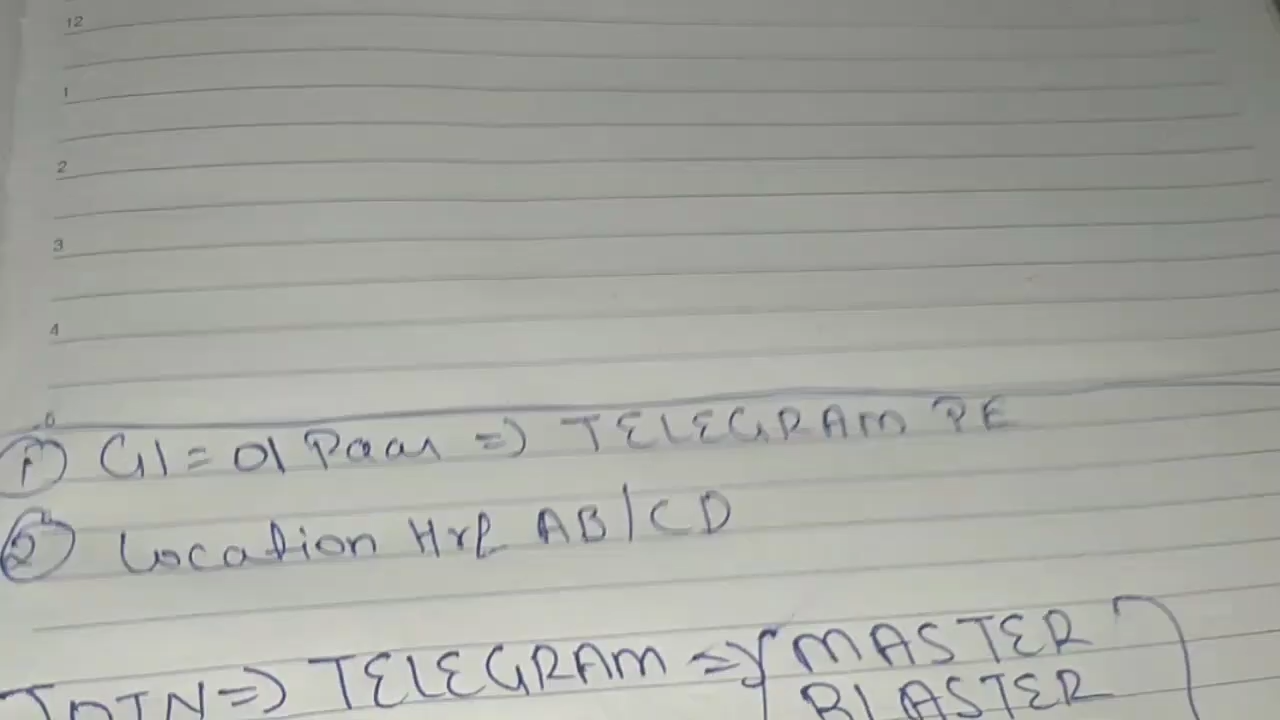 12
1
2
3
4
① G1 = 01 Paar => TELEGRAM PE
② Location Hrp AB/CD
JOIN => TELEGRAM => { MASTER
BLASTER